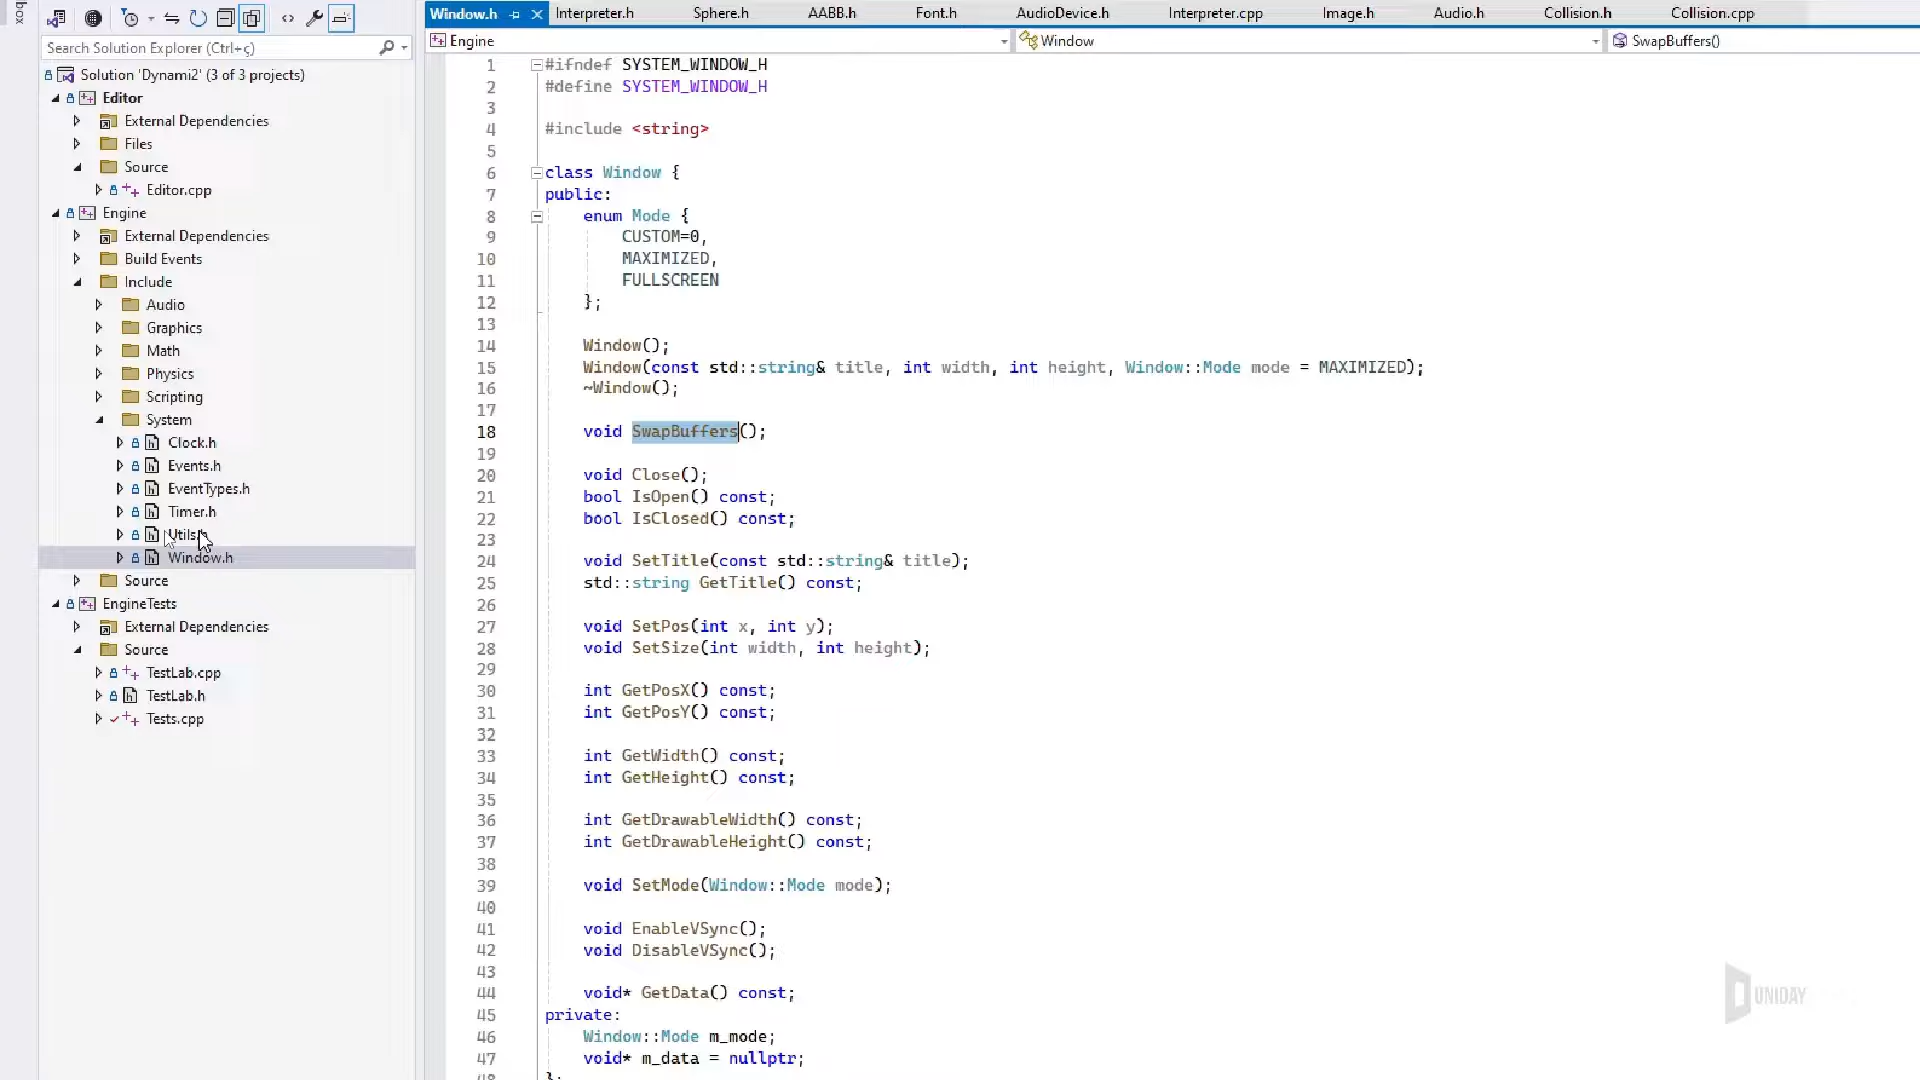 box
Search Solution Explorer (Ctrl+ç)
Solution 'Dynami2' (3 of 3 projects)
Editor
External Dependencies
Files
Source
Editor.cpp
Engine
External Dependencies
Build Events
Include
Audio
Graphics
Math
Physics
Scripting
System
Clock.h
Events.h
EventTypes.h
Timer.h
Utils.h
Window.h
Source
EngineTests
External Dependencies
Source
TestLab.cpp
TestLab.h
Tests.cpp
Window.h Interpreter.h Sphere.h AABB.h Font.h AudioDevice.h Interpreter.cpp Image.h Audio.h Collision.h Collision.cpp
Engine Window SwapBuffers()
1 #ifndef SYSTEM_WINDOW_H
2 #define SYSTEM_WINDOW_H
3
4 #include <string>
5
6 class Window {
7 public:
8 enum Mode {
9 CUSTOM=0,
10 MAXIMIZED,
11 FULLSCREEN
12 };
13
14 Window();
15 Window(const std::string& title, int width, int height, Window::Mode mode = MAXIMIZED);
16 ~Window();
17
18 void SwapBuffers();
19
20 void Close();
21 bool IsOpen() const;
22 bool IsClosed() const;
23
24 void SetTitle(const std::string& title);
25 std::string GetTitle() const;
26
27 void SetPos(int x, int y);
28 void SetSize(int width, int height);
29
30 int GetPosX() const;
31 int GetPosY() const;
32
33 int GetWidth() const;
34 int GetHeight() const;
35
36 int GetDrawableWidth() const;
37 int GetDrawableHeight() const;
38
39 void SetMode(Window::Mode mode);
40
41 void EnableVSync();
42 void DisableVSync();
43
44 void* GetData() const;
45 private:
46 Window::Mode m_mode;
47 void* m_data = nullptr;
48 };
UNIDAY